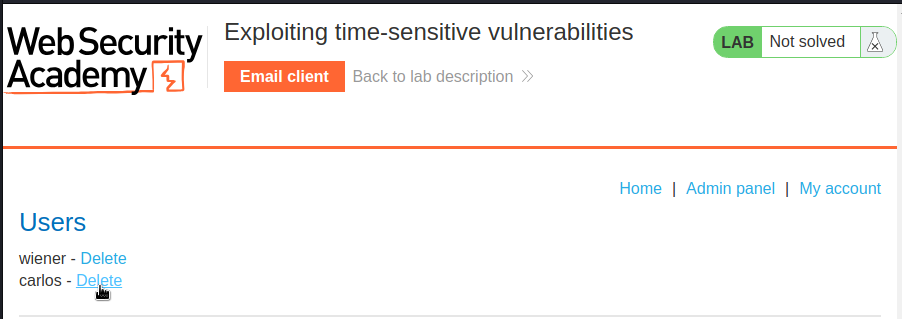 Web Security
Academy
Exploiting time-sensitive vulnerabilities
Email client
Back to lab description
LAB
Not solved
Home | Admin panel | My account
Users
wiener - Delete
carlos - Delete